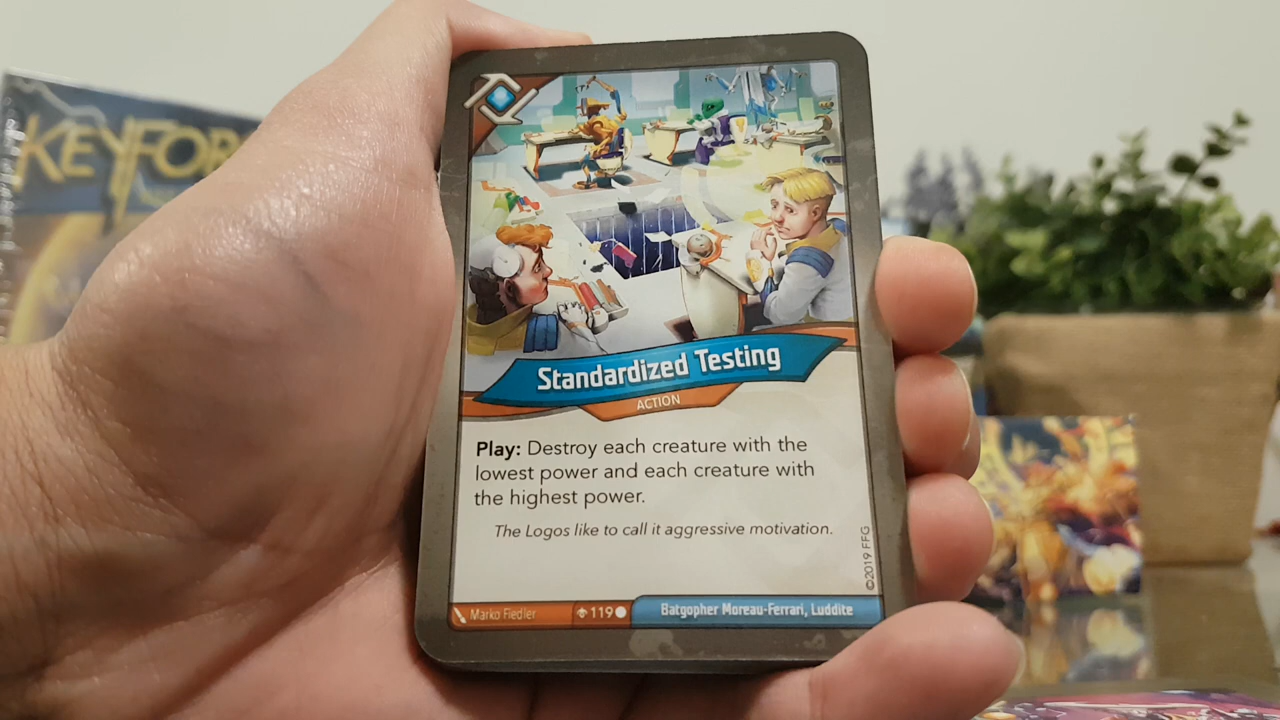 KEYFOR
Standardized Testing
ACTION
Play: Destroy each creature with the
lowest power and each creature with
the highest power.
The Logos like to call it aggressive motivation.
©2019 FFG
Marko Fiedler
119
Batgopher Moreau-Ferrari, Luddite